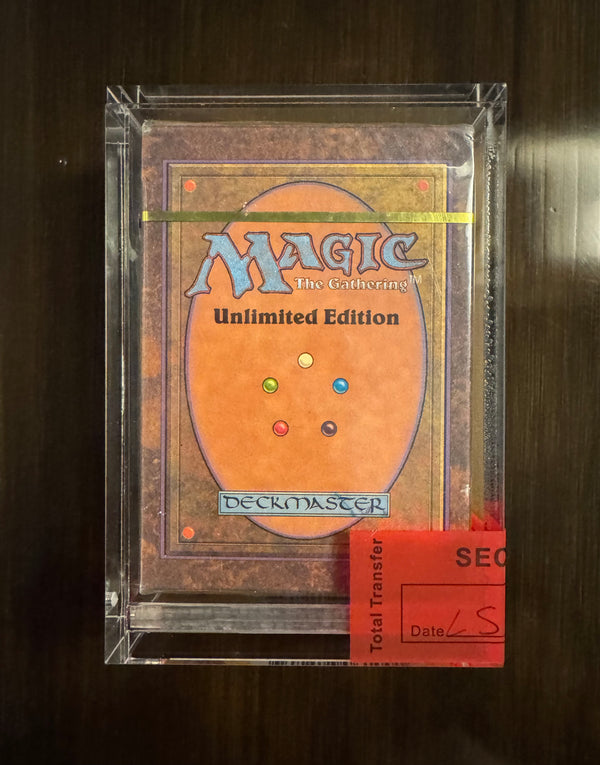 MAGIC
The Gathering™
Unlimited Edition
DECKMASTER
Total Transfer
SEC
Date L S